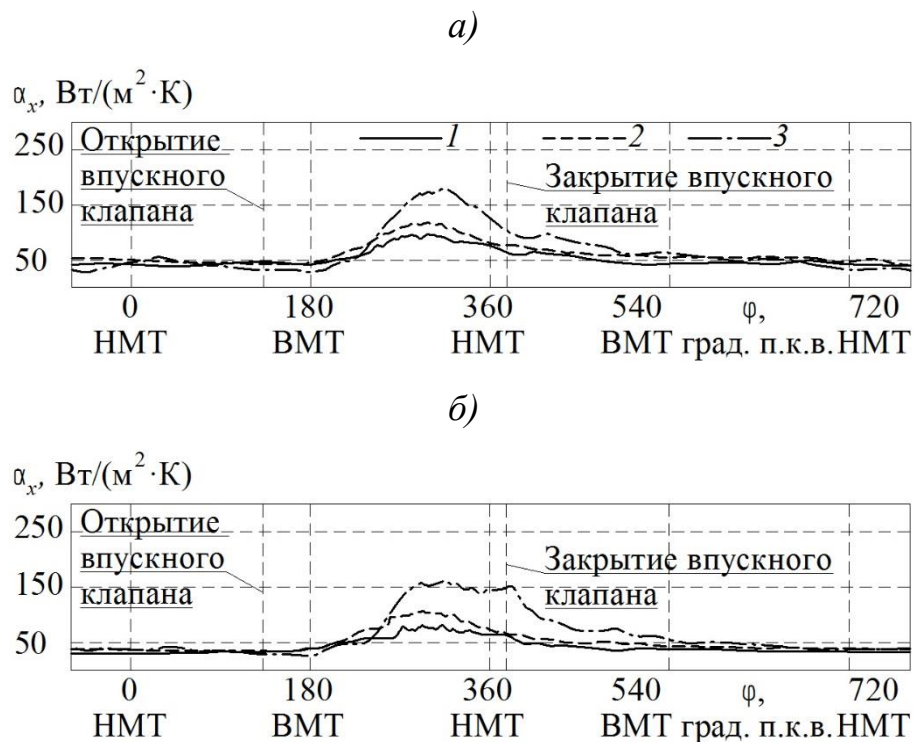 а)
αₓ, Вт/(м²·К)
250
150
50
Открытие
впускного
клапана
1 2 3
Закрытие впускного
клапана
0 180 360 540 φ, 720
НМТ ВМТ НМТ ВМТ град. п.к.в. НМТ
б)
αₓ, Вт/(м²·К)
250
150
50
Открытие
впускного
клапана
Закрытие впускного
клапана
0 180 360 540 φ, 720
НМТ ВМТ НМТ ВМТ град. п.к.в. НМТ